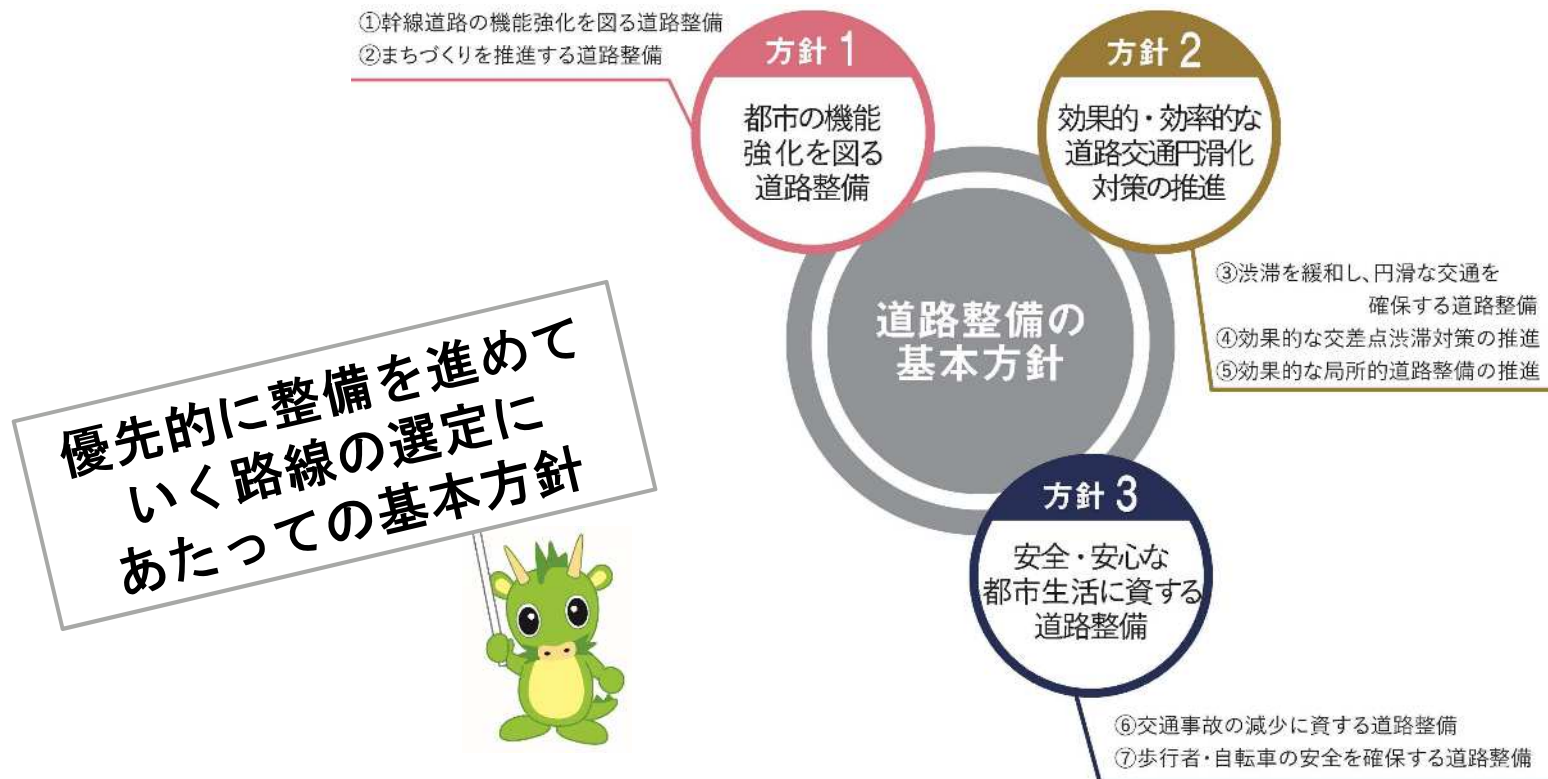 ①幹線道路の機能強化を図る道路整備
②まちづくりを推進する道路整備
方針 1
都市の機能
強化を図る
道路整備
方針 2
効果的・効率的な
道路交通円滑化
対策の推進
③渋滞を緩和し、円滑な交通を
確保する道路整備
④効果的な交差点渋滞対策の推進
⑤効果的な局所的道路整備の推進
道路整備の
基本方針
優先的に整備を進めて
いく路線の選定に
あたっての基本方針
方針 3
安全・安心な
都市生活に資する
道路整備
⑥交通事故の減少に資する道路整備
⑦歩行者・自転車の安全を確保する道路整備